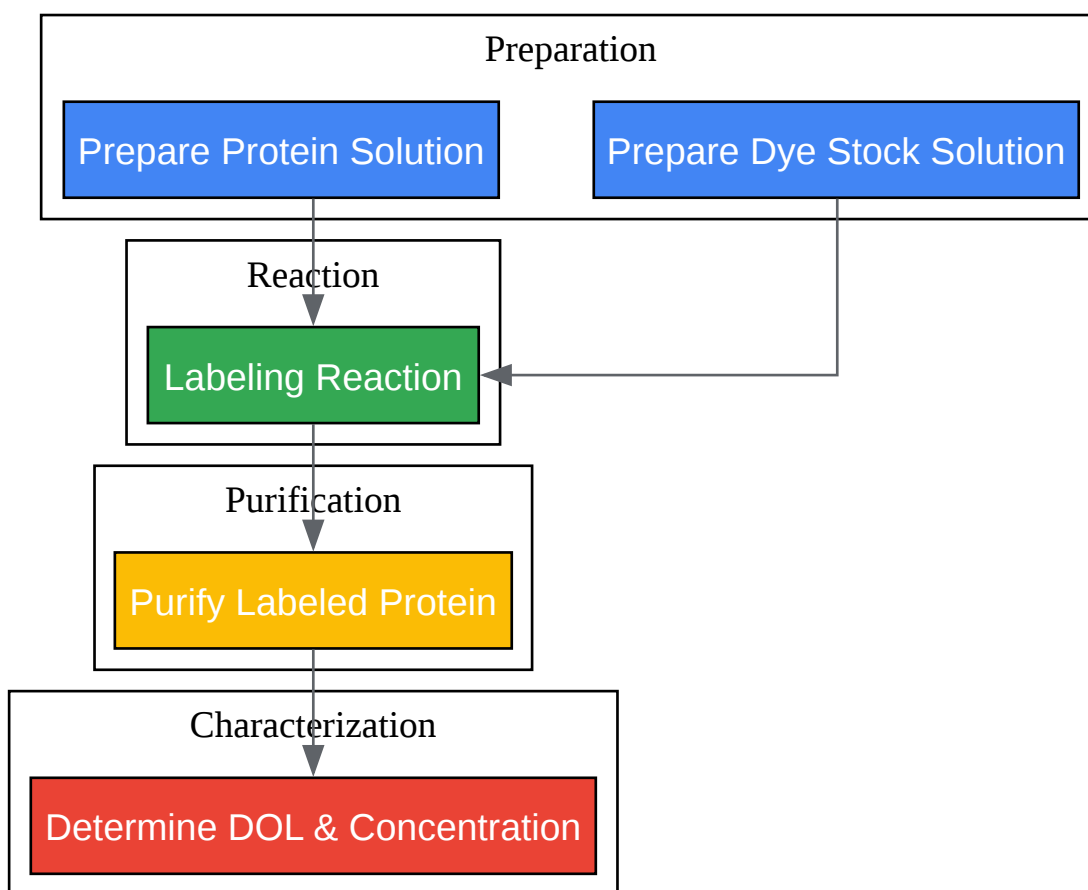 Preparation
Prepare Protein Solution
Prepare Dye Stock Solution
Reaction
Labeling Reaction
Purification
Purify Labeled Protein
Characterization
Determine DOL & Concentration